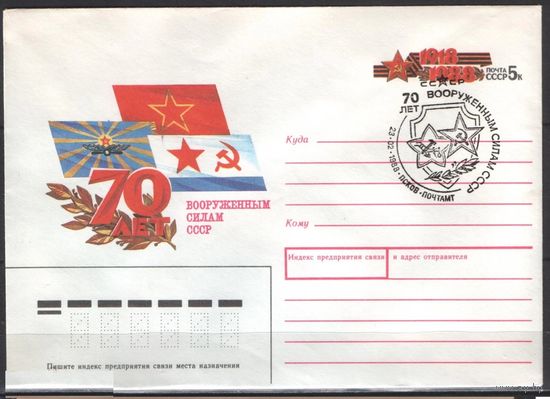 1918
1988
ПОЧТА
СССР 5к
70 ЛЕТ ВООРУЖЕННЫМ СИЛАМ СССР
23-02-1988 · ПСКОВ - ПОЧТАМТ
70
ЛЕТ
ВООРУЖЕННЫМ
СИЛАМ
СССР
Куда
Кому
Индекс предприятия связи и адрес отправителя
Пишите индекс предприятия связи места назначения